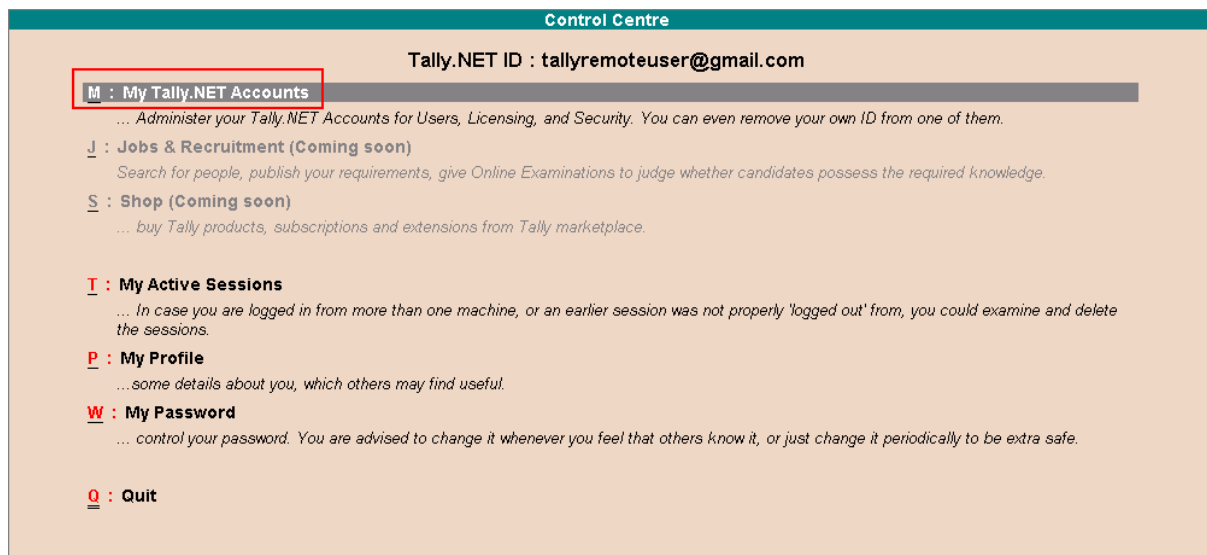 Control Centre
Tally.NET ID : tallyremoteuser@gmail.com
M : My Tally.NET Accounts
... Administer your Tally.NET Accounts for Users, Licensing, and Security. You can even remove your own ID from one of them.
J : Jobs & Recruitment (Coming soon)
Search for people, publish your requirements, give Online Examinations to judge whether candidates possess the required knowledge.
S : Shop (Coming soon)
... buy Tally products, subscriptions and extensions from Tally marketplace.
T : My Active Sessions
... In case you are logged in from more than one machine, or an earlier session was not properly 'logged out' from, you could examine and delete
the sessions.
P : My Profile
...some details about you, which others may find useful.
W : My Password
... control your password. You are advised to change it whenever you feel that others know it, or just change it periodically to be extra safe.
Q : Quit